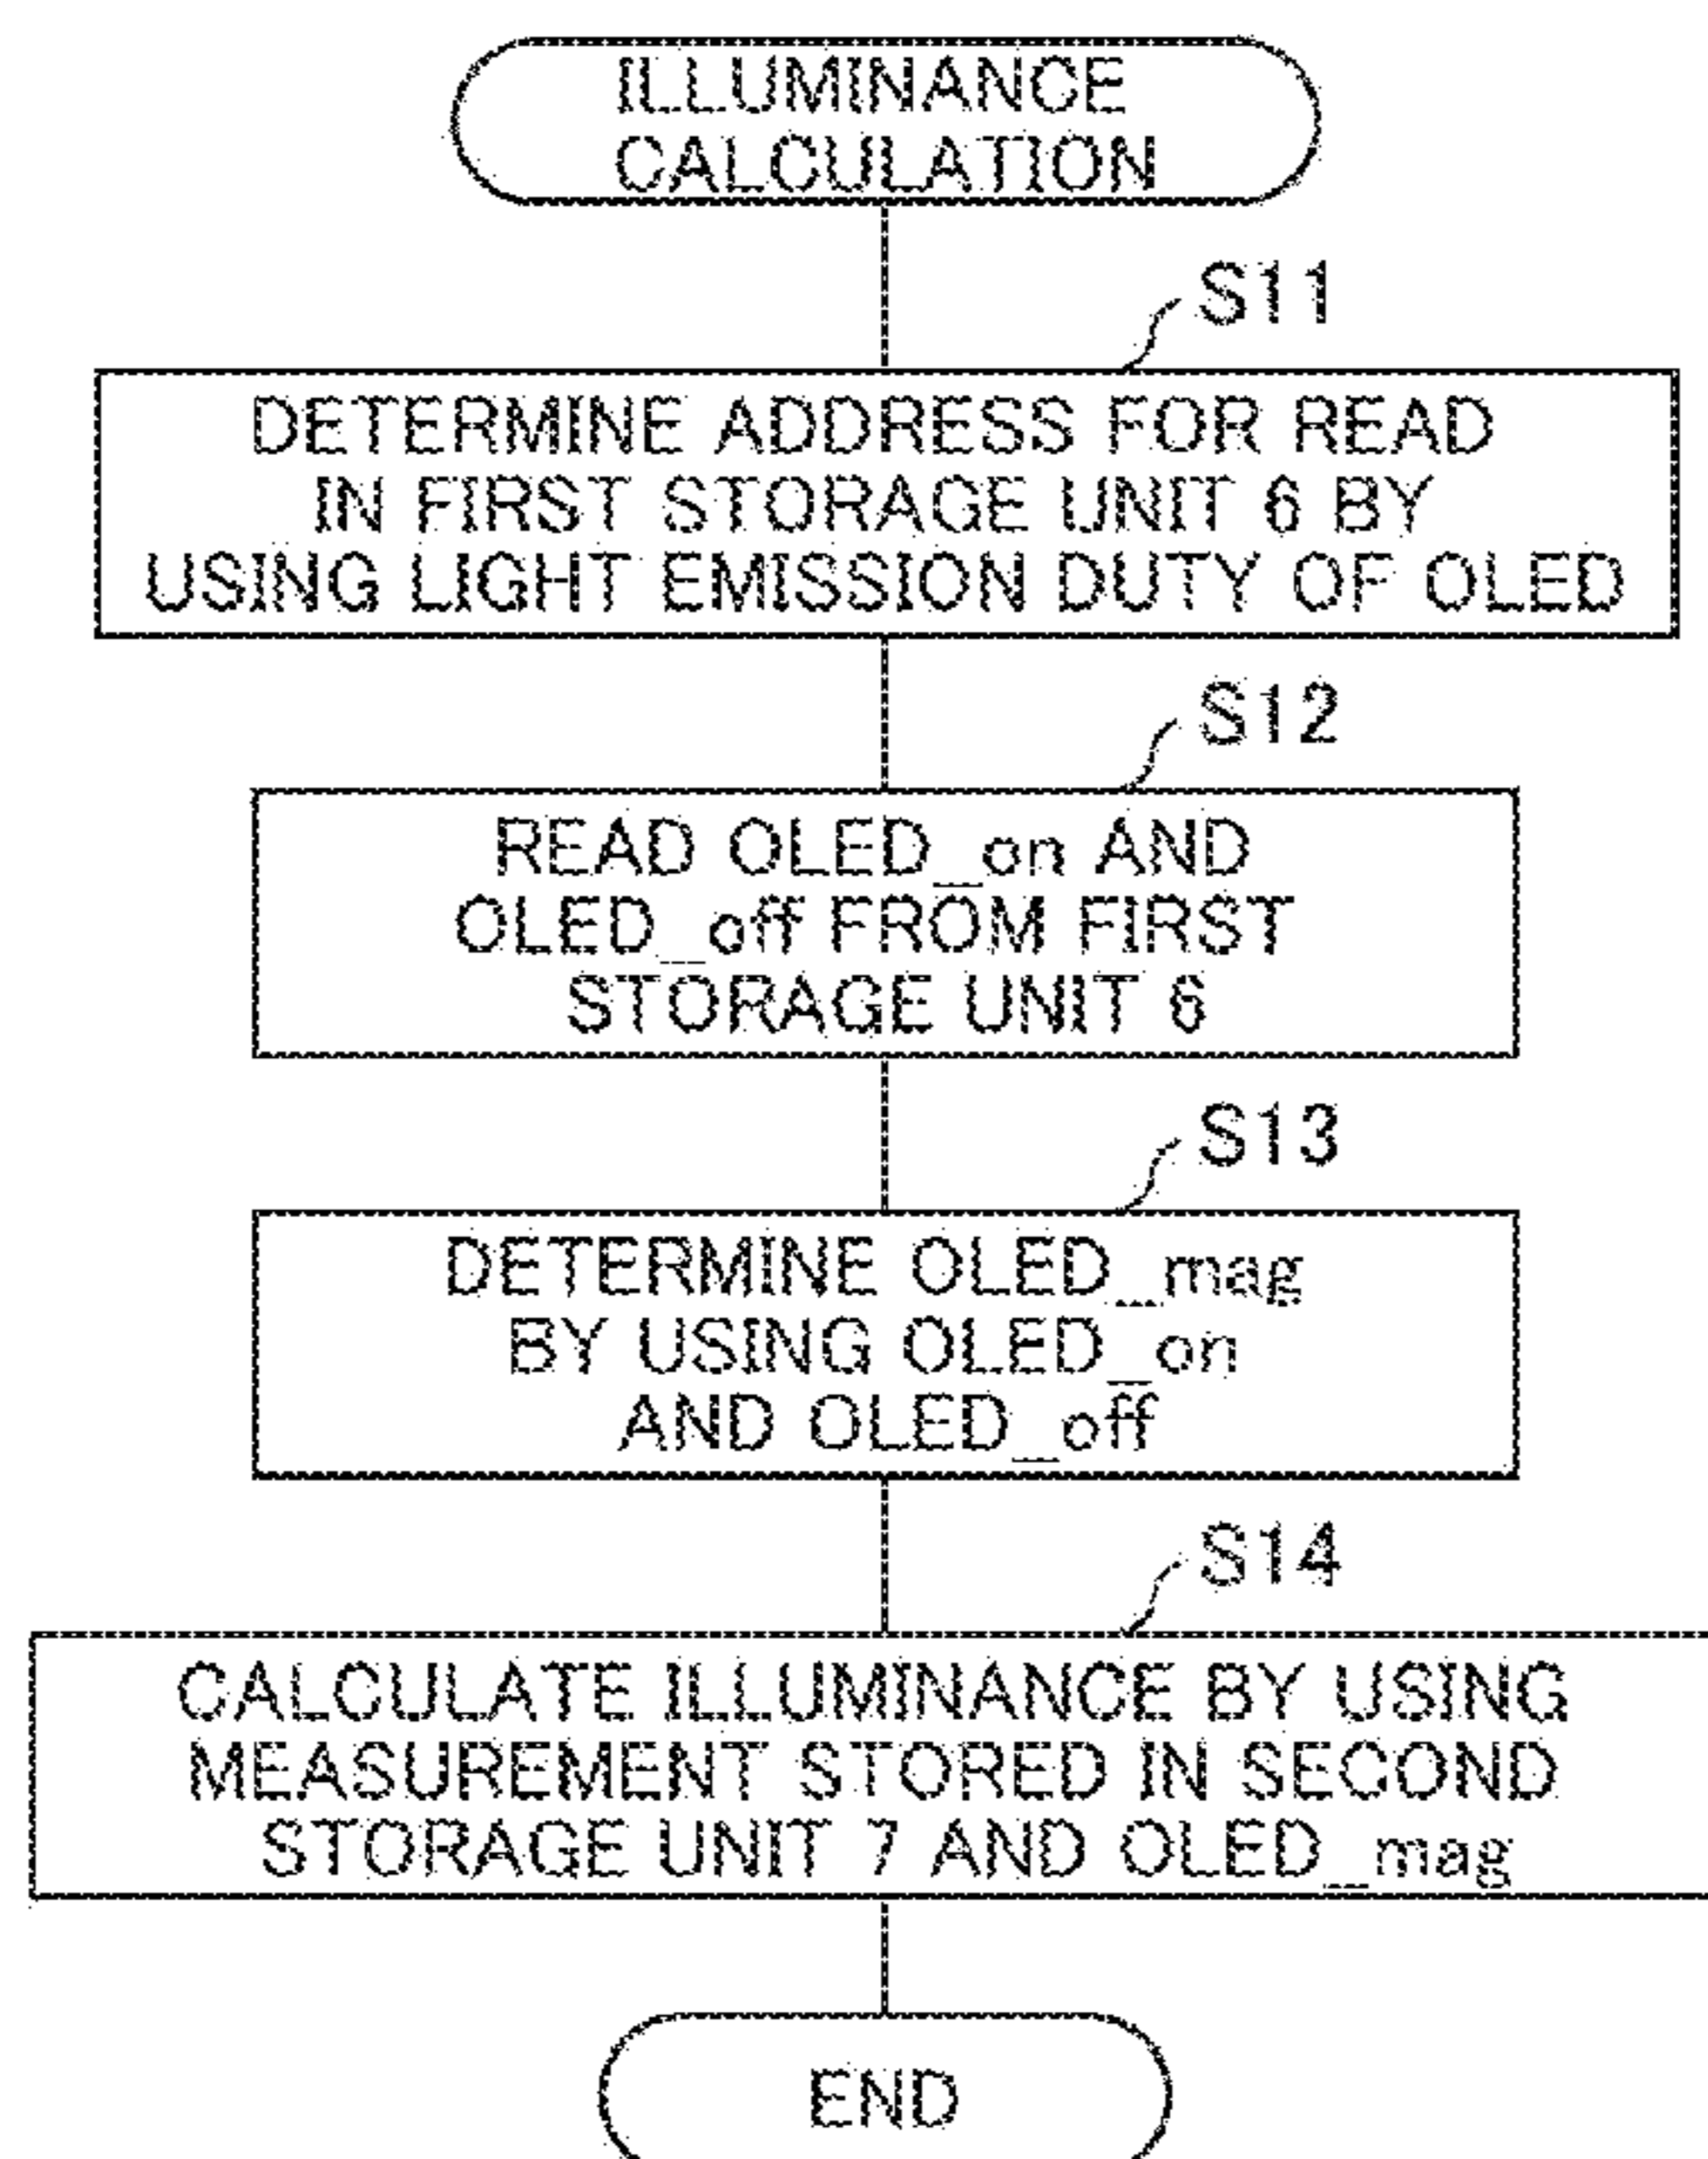 ILLUMINANCE
CALCULATION
S11
DETERMINE ADDRESS FOR READ
IN FIRST STORAGE UNIT 6 BY
USING LIGHT EMISSION DUTY OF OLED
S12
READ OLED_on AND
OLED_off FROM FIRST
STORAGE UNIT 6
S13
DETERMINE OLED_mag
BY USING OLED_on
AND OLED_off
S14
CALCULATE ILLUMINANCE BY USING
MEASUREMENT STORED IN SECOND
STORAGE UNIT 7 AND OLED_mag
END